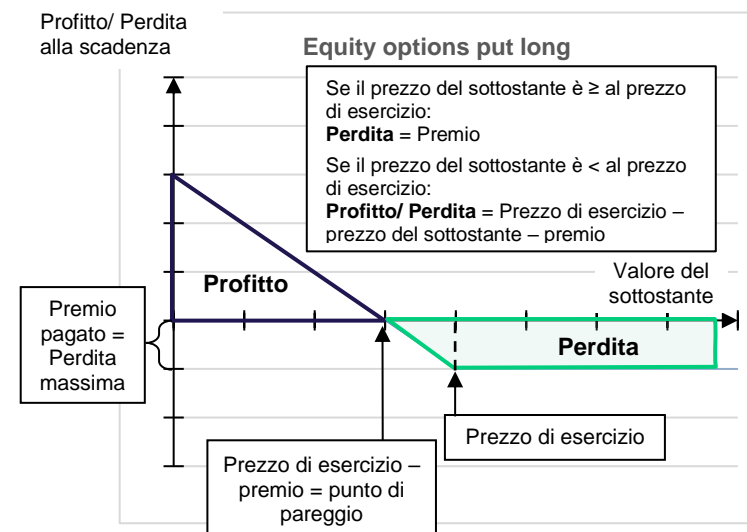 Profitto/ Perdita
alla scadenza
Equity options put long
Se il prezzo del sottostante è ≥ al prezzo
di esercizio:
Perdita = Premio
Se il prezzo del sottostante è < al prezzo
di esercizio:
Profitto/ Perdita = Prezzo di esercizio –
prezzo del sottostante – premio
Profitto
Valore del
sottostante
Premio
pagato =
Perdita
massima
Perdita
Prezzo di esercizio
Prezzo di esercizio –
premio = punto di
pareggio